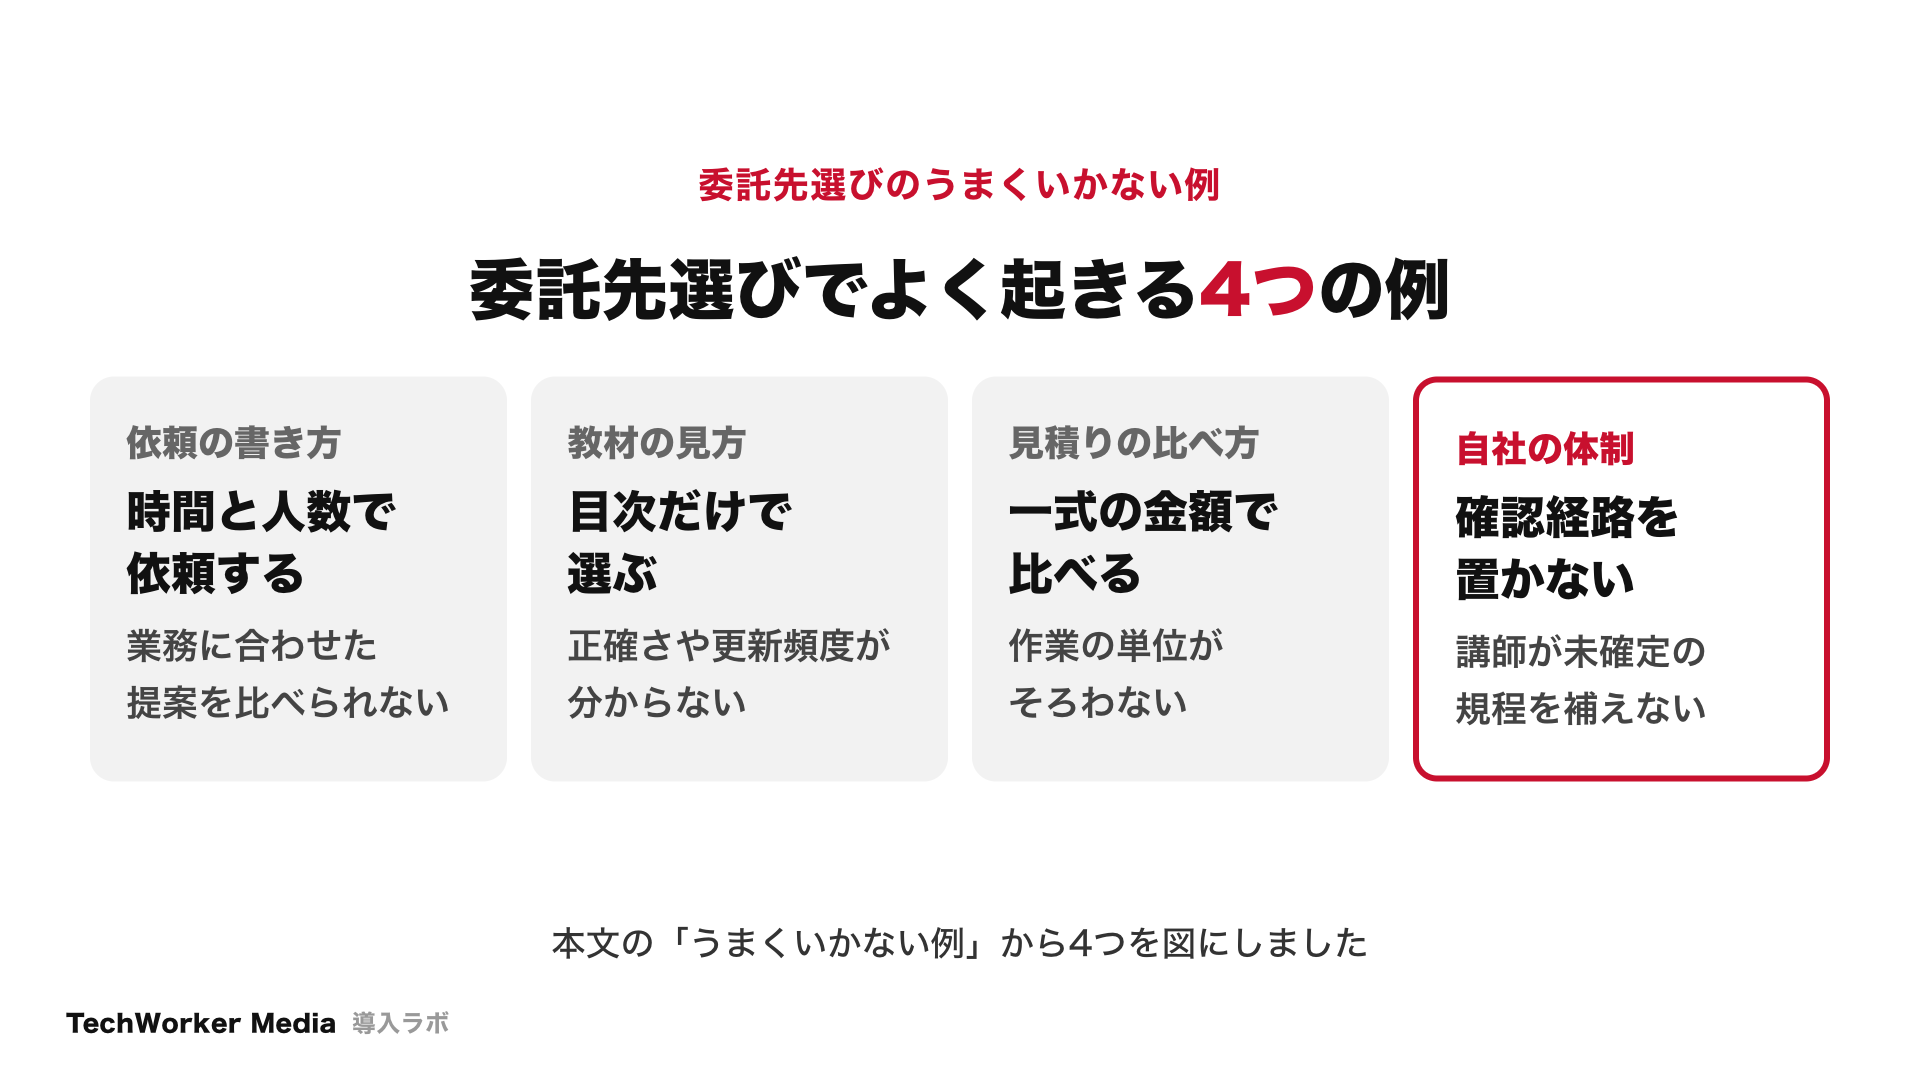 委託先選びのうまくいかない例
委託先選びでよく起きる4つの例
依頼の書き方
時間と人数で
依頼する
業務に合わせた
提案を比べられない
教材の見方
目次だけで
選ぶ
正確さや更新頻度が
分からない
見積りの比べ方
一式の金額で
比べる
作業の単位が
そろわない
自社の体制
確認経路を
置かない
講師が未確定の
規程を補えない
本文の「うまくいかない例」から4つを図にしました
TechWorker Media 導入ラボ